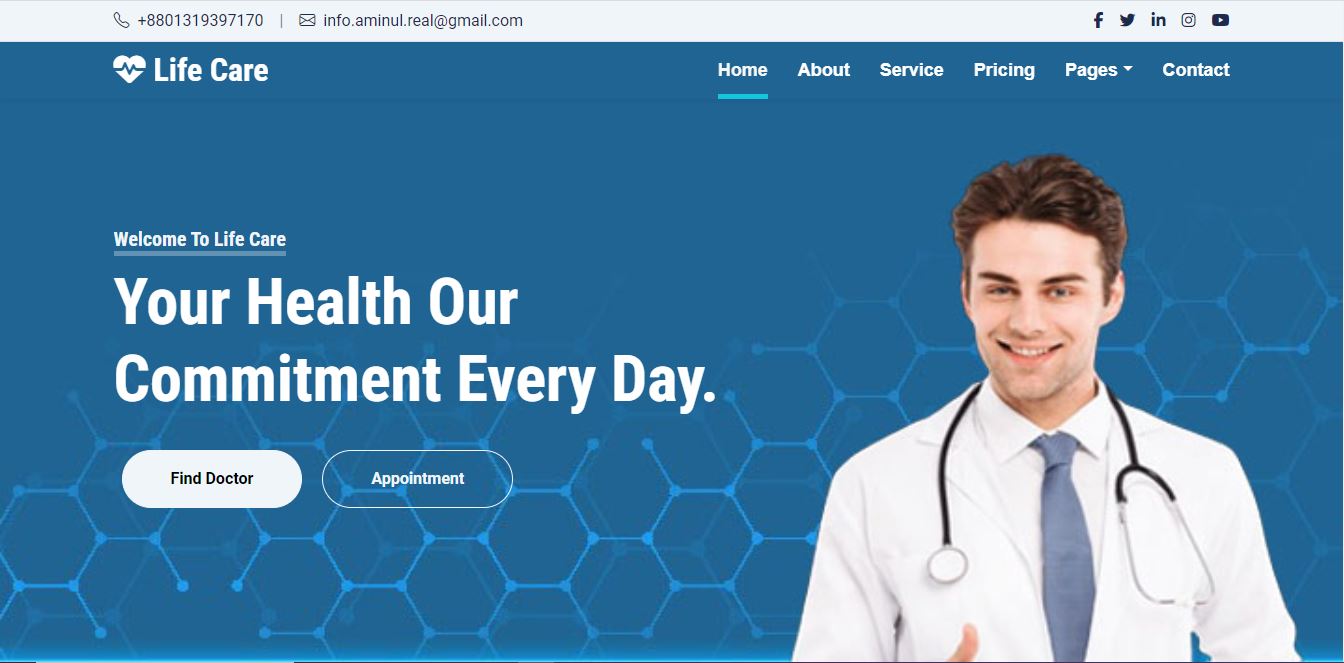 +8801319397170 | info.aminul.real@gmail.com
Life Care
Home About Service Pricing Pages Contact
Welcome To Life Care
Your Health Our
Commitment Every Day.
Find Doctor Appointment